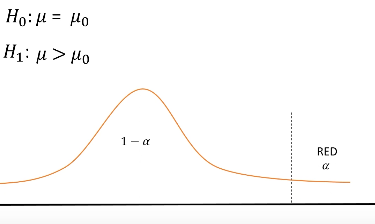 H₀: μ = μ₀
H₁: μ > μ₀
1 − α
RED
α